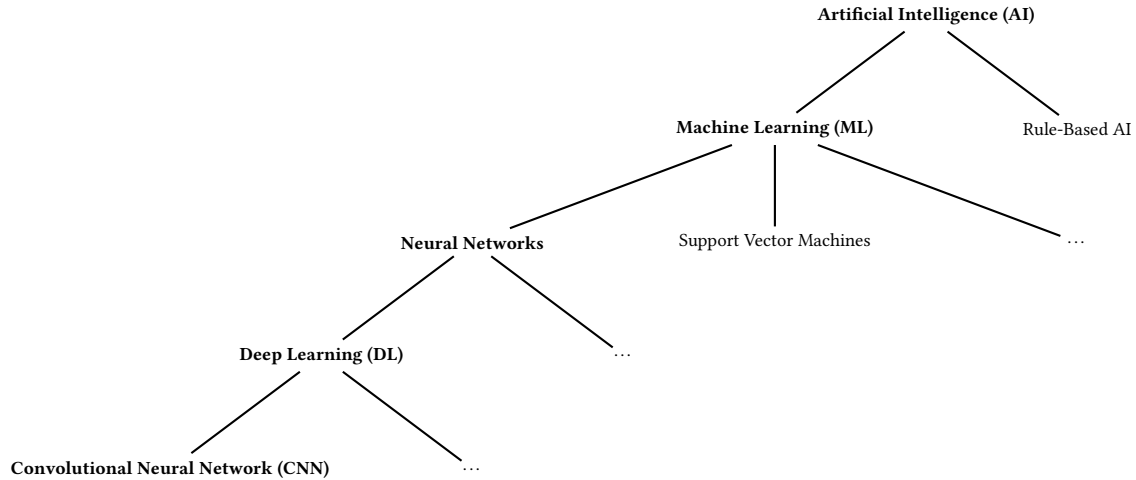 Artificial Intelligence (AI)
Machine Learning (ML)
Rule-Based AI
Neural Networks
Support Vector Machines
...
Deep Learning (DL)
...
Convolutional Neural Network (CNN)
...